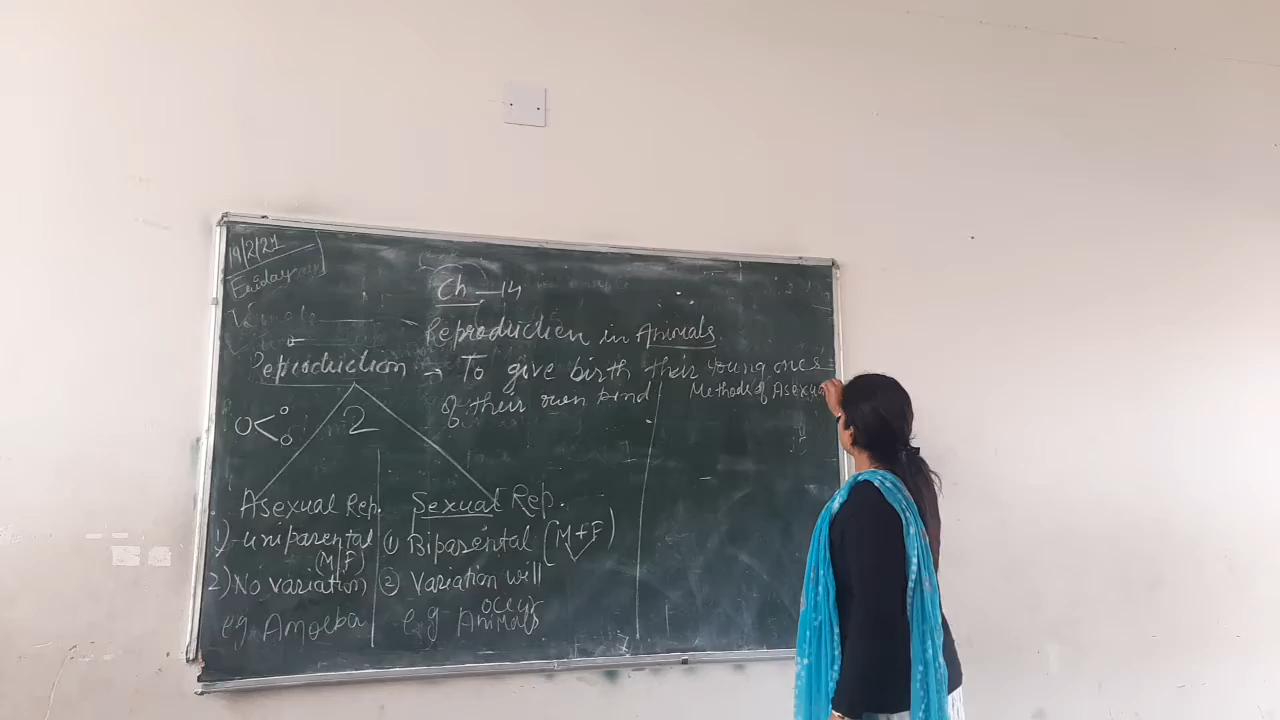 19/2/21
Friday
Ch - 14
Reproduction in Animals
Reproduction → To give birth their young ones
of their own kind
Methods of Asexua
2
Asexual Rep.
1) uniparental
(M/F)
2) No variation
eg Amoeba
Sexual Rep.
① Biparental (M+F)
② Variation will
occur
e.g Animals